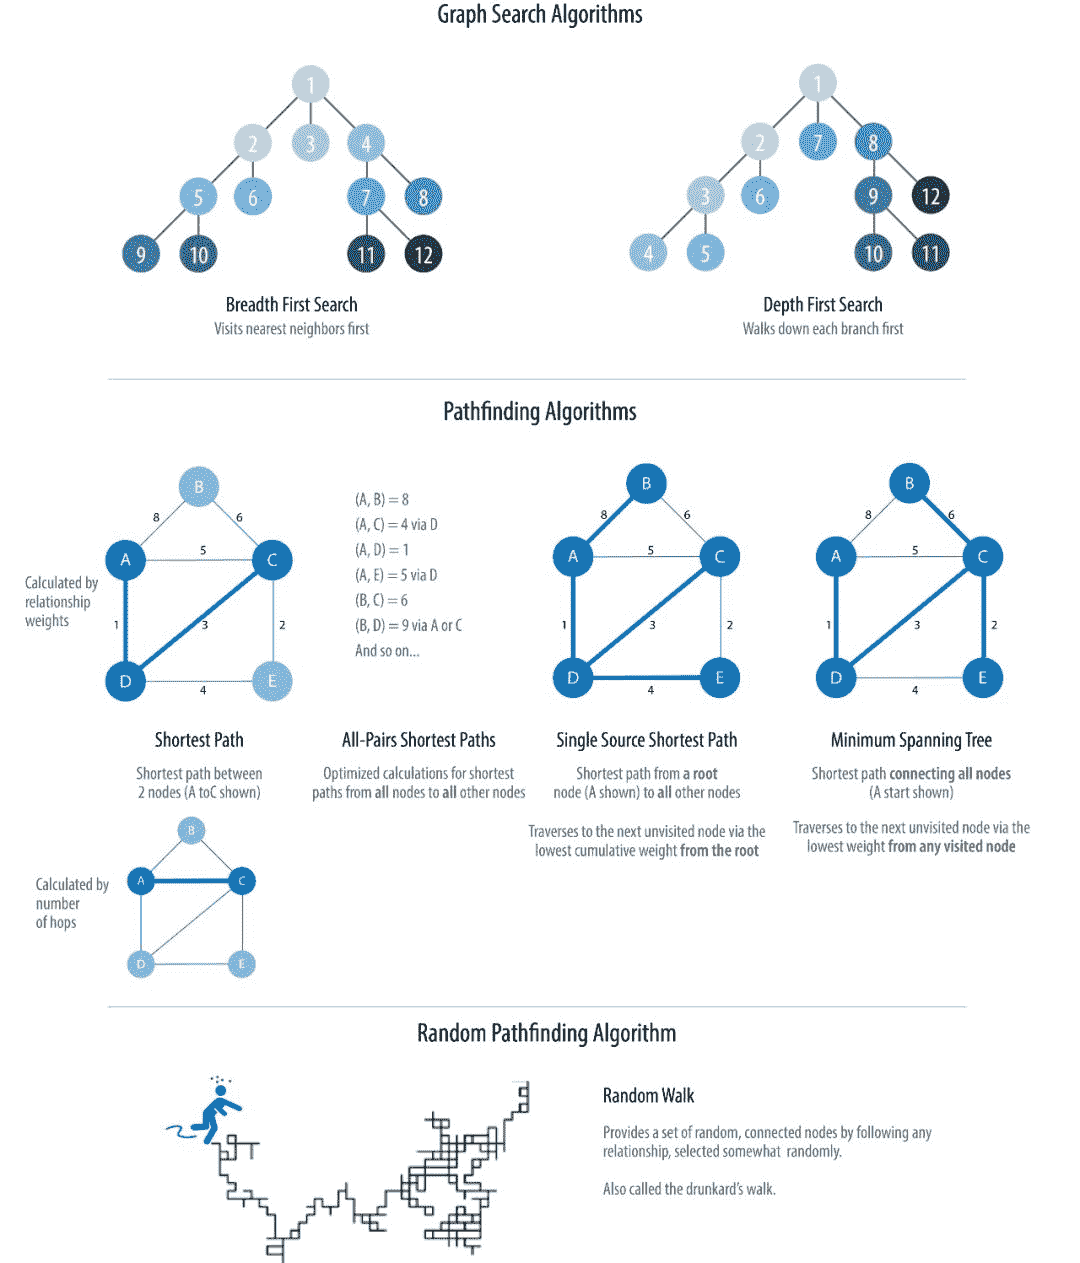 Graph Search Algorithms
1
2 3 4
5 6 7 8
9 10 11 12
Breadth First Search
Visits nearest neighbors first
1
2 7 8
3 6 9 12
4 5 10 11
Depth First Search
Walks down each branch first
Pathfinding Algorithms
Calculated by
relationship
weights
B
8 6
A 5 C
1 3 2
D 4 E
Shortest Path
Shortest path between
2 nodes (A toC shown)
Calculated by
number
of hops
B
A C
D E
(A, B) = 8
(A, C) = 4 via D
(A, D) = 1
(A, E) = 5 via D
(B, C) = 6
(B, D) = 9 via A or C
And so on...
All-Pairs Shortest Paths
Optimized calculations for shortest
paths from all nodes to all other nodes
B
8 6
A 5 C
1 3 2
D 4 E
Single Source Shortest Path
Shortest path from a root
node (A shown) to all other nodes
Traverses to the next unvisited node via the
lowest cumulative weight from the root
B
8 6
A 5 C
1 3 2
D 4 E
Minimum Spanning Tree
Shortest path connecting all nodes
(A start shown)
Traverses to the next unvisited node via the
lowest weight from any visited node
Random Pathfinding Algorithm
Random Walk
Provides a set of random, connected nodes by following any
relationship, selected somewhat randomly.
Also called the drunkard's walk.